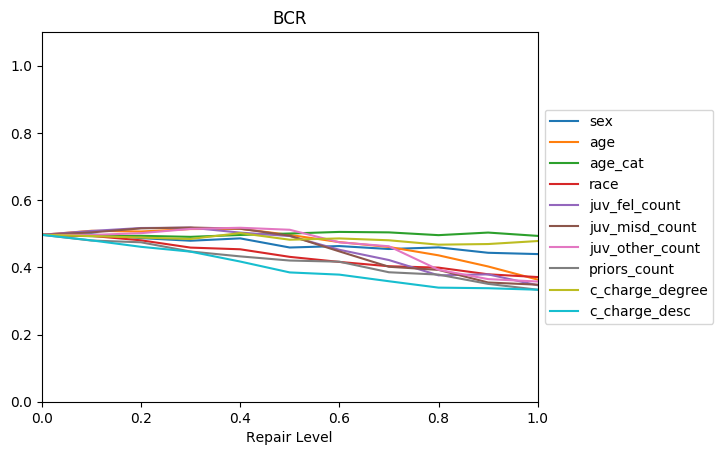 BCR
1.0
0.8
0.6
0.4
0.2
0.0
0.0 0.2 0.4 0.6 0.8 1.0
Repair Level
sex
age
age_cat
race
juv_fel_count
juv_misd_count
juv_other_count
priors_count
c_charge_degree
c_charge_desc